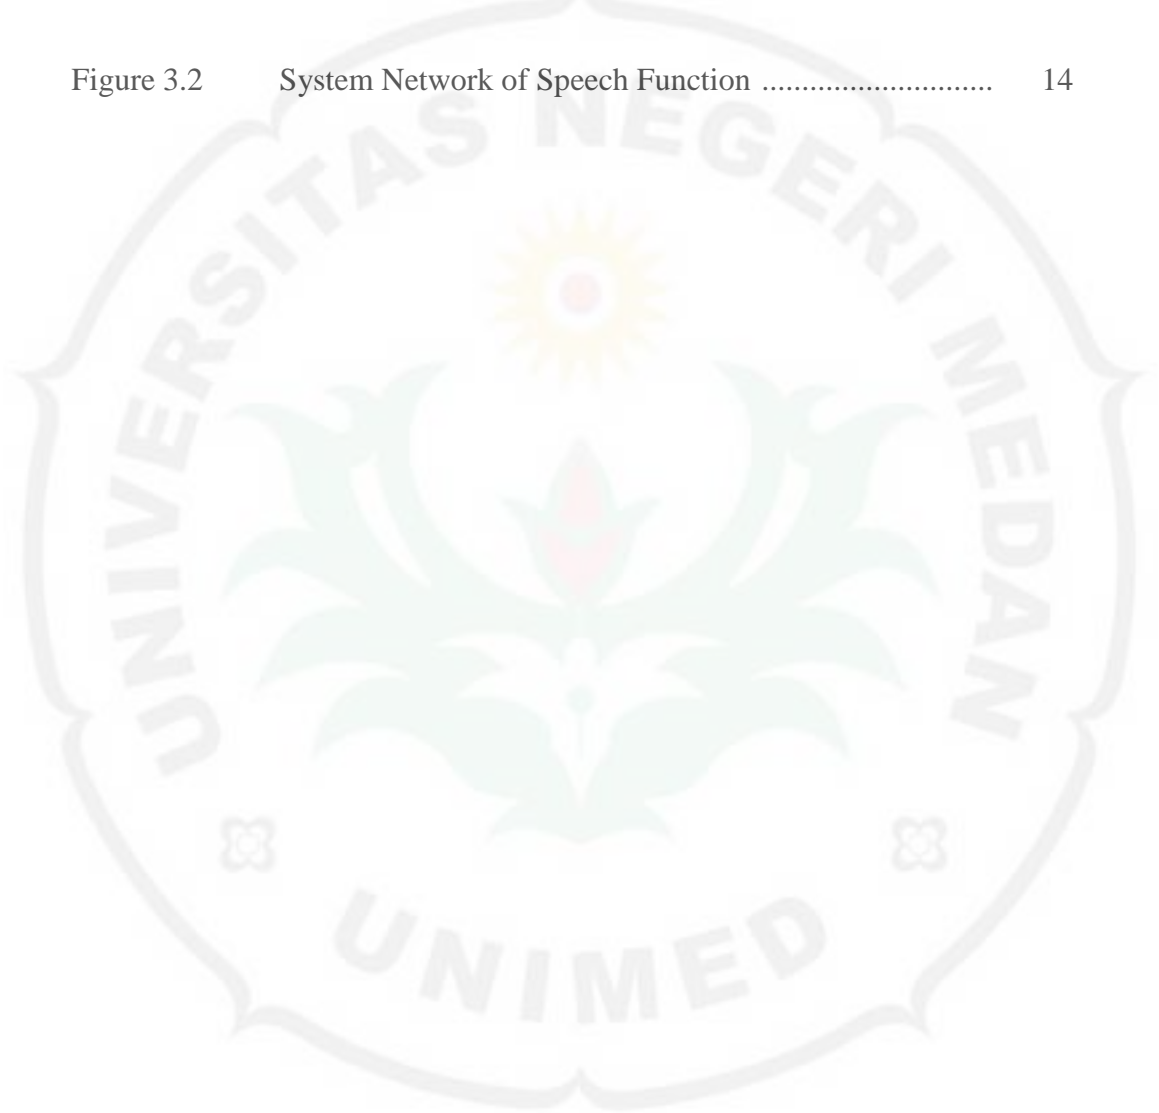 Figure 3.2 System Network of Speech Function ............................. 14
UNIVERSITAS NEGERI MEDAN
UNIMED